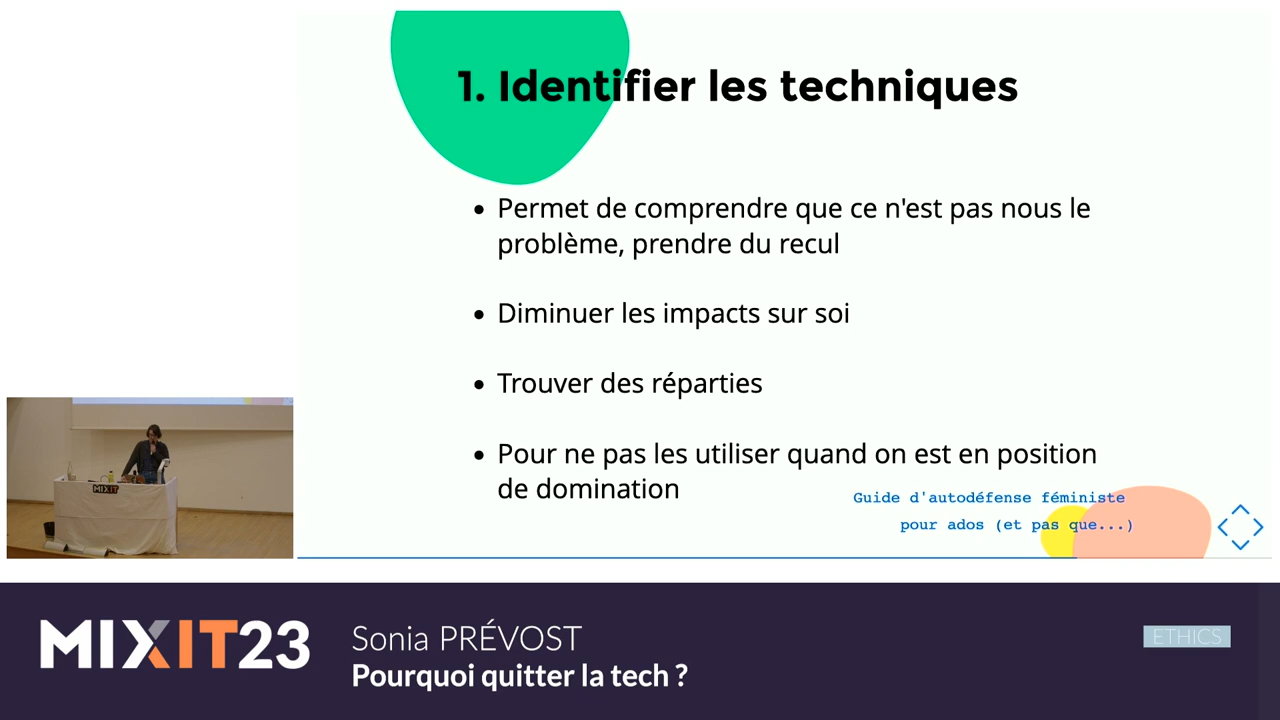 1. Identifier les techniques
Permet de comprendre que ce n'est pas nous le
problème, prendre du recul
Diminuer les impacts sur soi
Trouver des réparties
Pour ne pas les utiliser quand on est en position
de domination
Guide d'autodéfense féministe
pour ados (et pas que...)
MIXIT
MIXIT23
Sonia PRÉVOST
Pourquoi quitter la tech ?
ETHICS